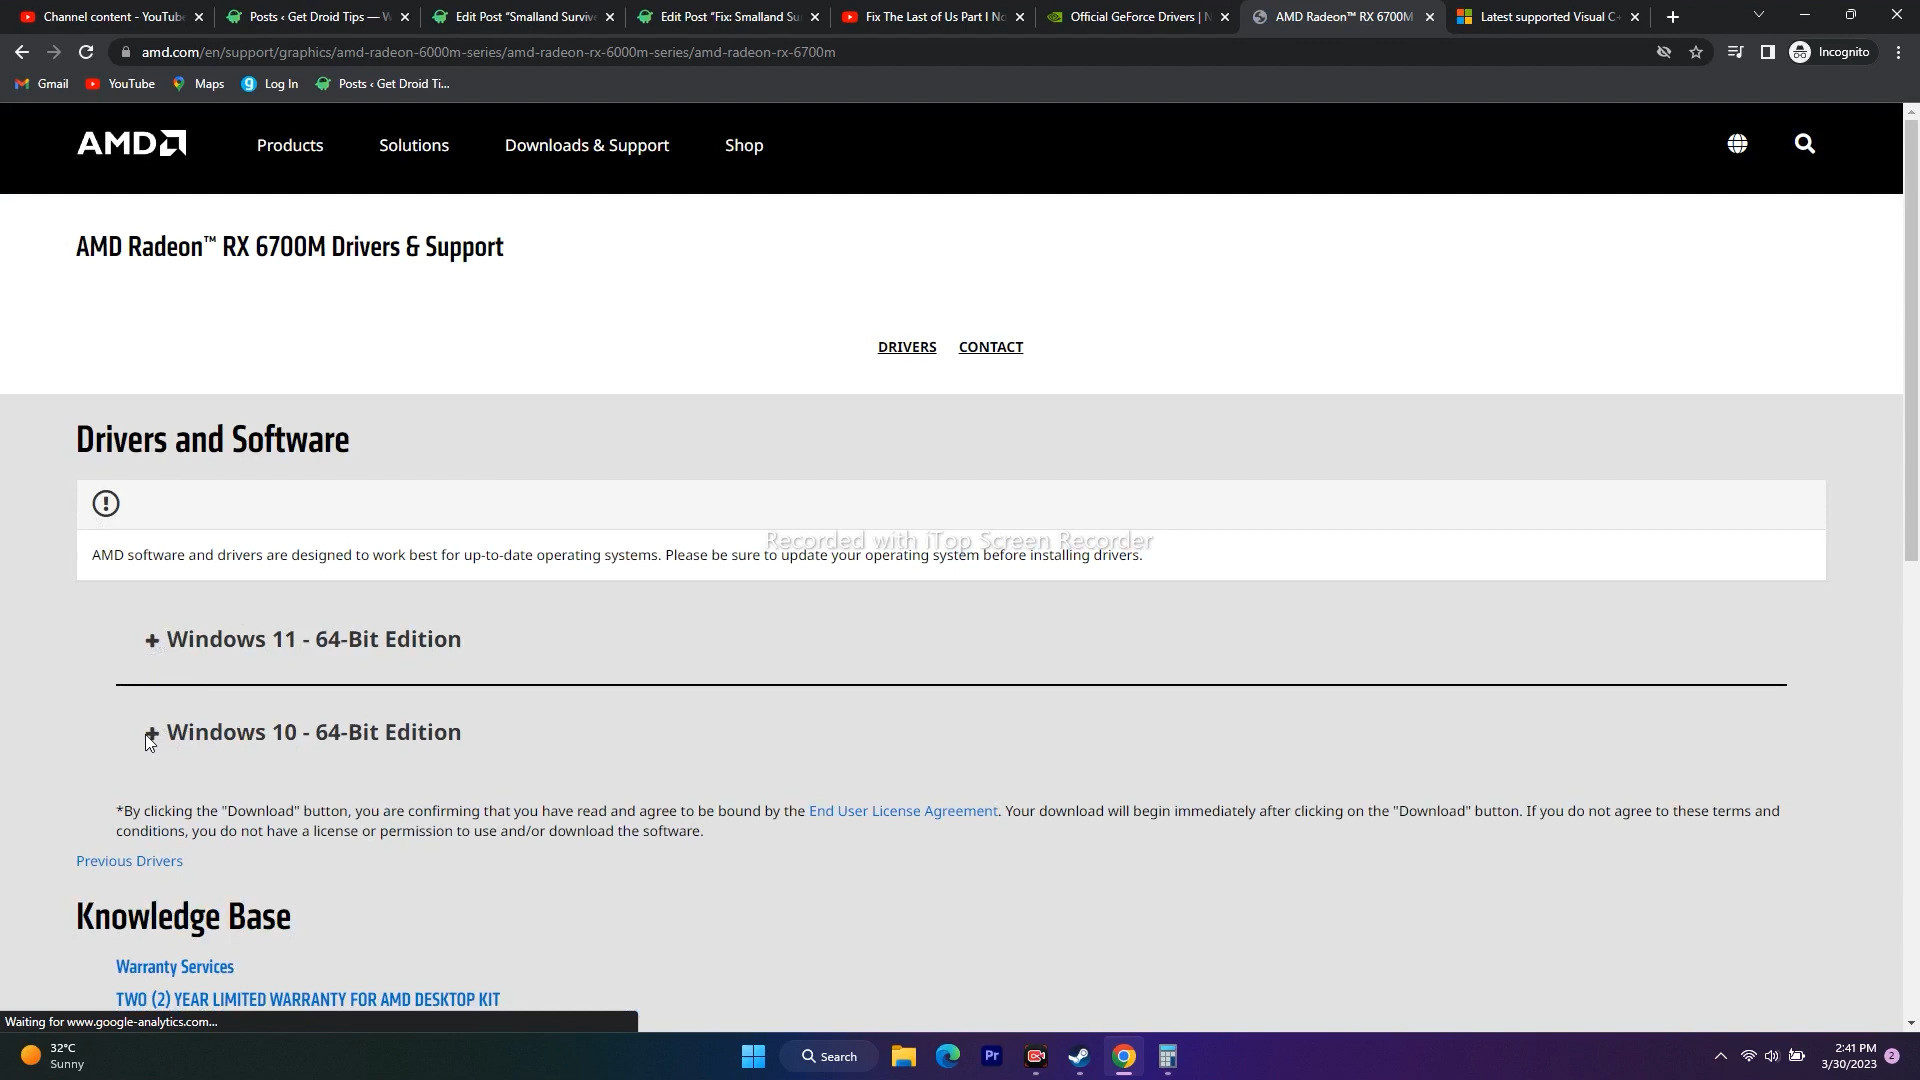 Channel content - YouTube
Posts ‹ Get Droid Tips — W
Edit Post "Smalland Surviv
Edit Post "Fix: Smalland Su
Fix The Last of Us Part I No
Official GeForce Drivers | N
AMD Radeon™ RX 6700M
Latest supported Visual C+
amd.com/en/support/graphics/amd-radeon-6000m-series/amd-radeon-rx-6000m-series/amd-radeon-rx-6700m
Incognito
Gmail
YouTube
Maps
Log In
Posts ‹ Get Droid Ti...
AMD
Products
Solutions
Downloads & Support
Shop
AMD Radeon™ RX 6700M Drivers & Support
DRIVERS
CONTACT
Drivers and Software
Recorded with iTop Screen Recorder
AMD software and drivers are designed to work best for up-to-date operating systems. Please be sure to update your operating system before installing drivers.
+ Windows 11 - 64-Bit Edition
+ Windows 10 - 64-Bit Edition
*By clicking the "Download" button, you are confirming that you have read and agree to be bound by the End User License Agreement. Your download will begin immediately after clicking on the "Download" button. If you do not agree to these terms and
conditions, you do not have a license or permission to use and/or download the software.
Previous Drivers
Knowledge Base
Warranty Services
TWO (2) YEAR LIMITED WARRANTY FOR AMD DESKTOP KIT
Waiting for www.google-analytics.com...
32°C
Sunny
Search
Pr
2:41 PM
3/30/2023
2